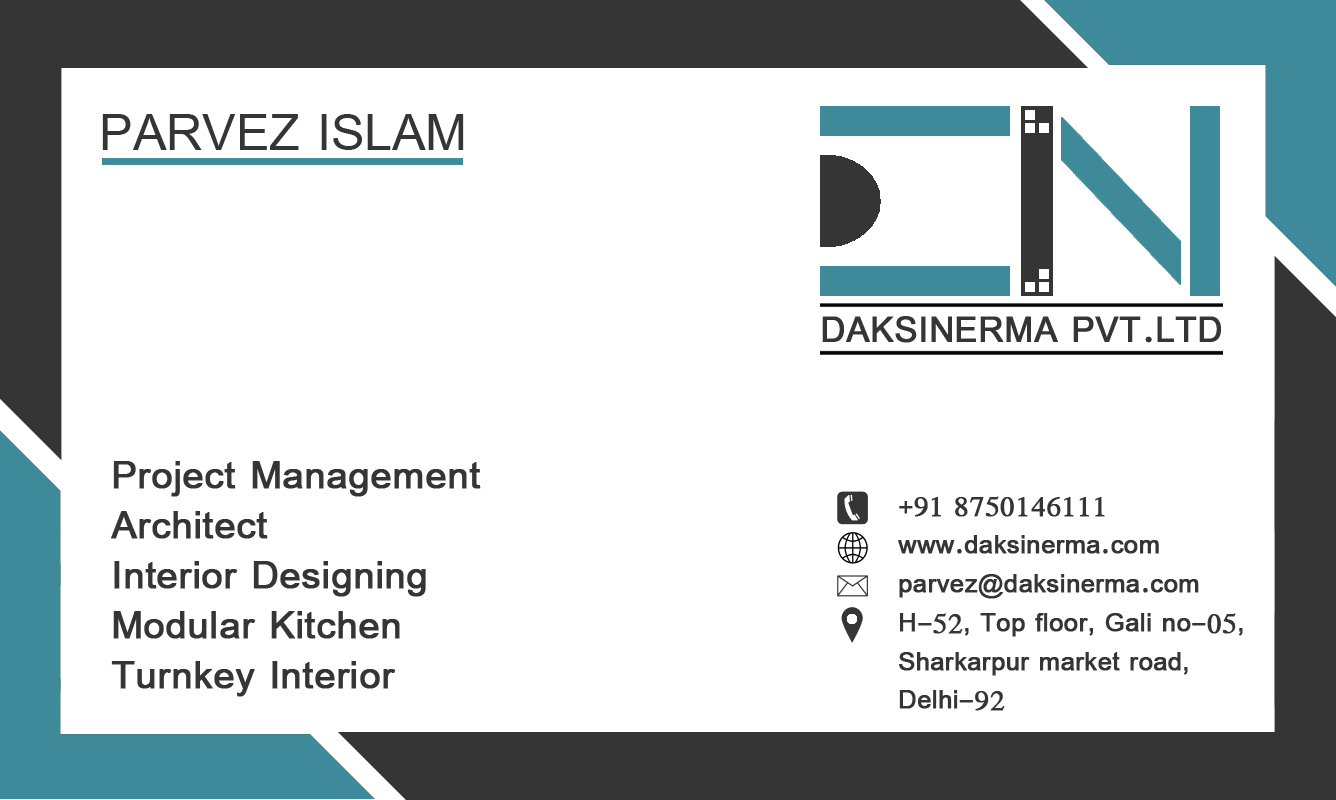 PARVEZ ISLAM
DAKSINERMA PVT.LTD
Project Management
Architect
Interior Designing
Modular Kitchen
Turnkey Interior
+91 8750146111
www.daksinerma.com
parvez@daksinerma.com
H-52, Top floor, Gali no-05,
Sharkarpur market road,
Delhi-92